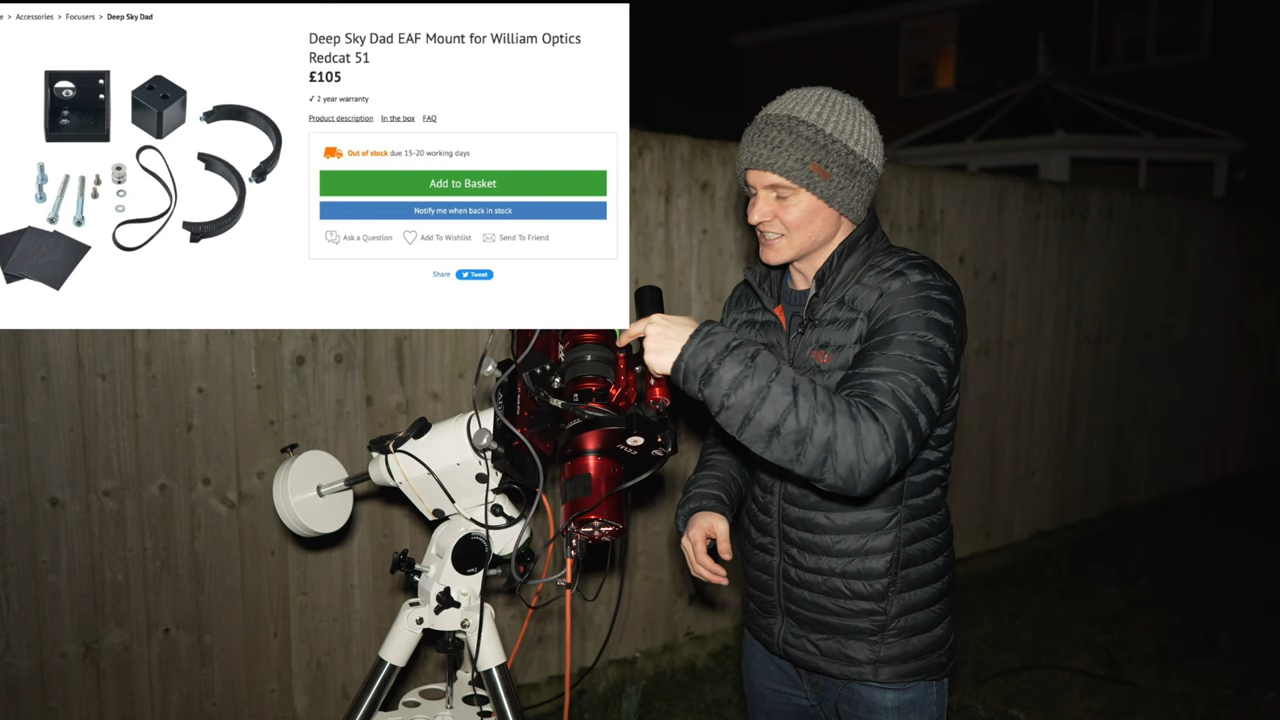 e > Accessories > Focusers > Deep Sky Dad
Deep Sky Dad EAF Mount for William Optics
Redcat 51
£105
✓ 2 year warranty
Product description In the box FAQ
Out of stock due 15-20 working days
Add to Basket
Notify me when back in stock
Ask a Question Add To Wishlist Send To Friend
Share Tweet